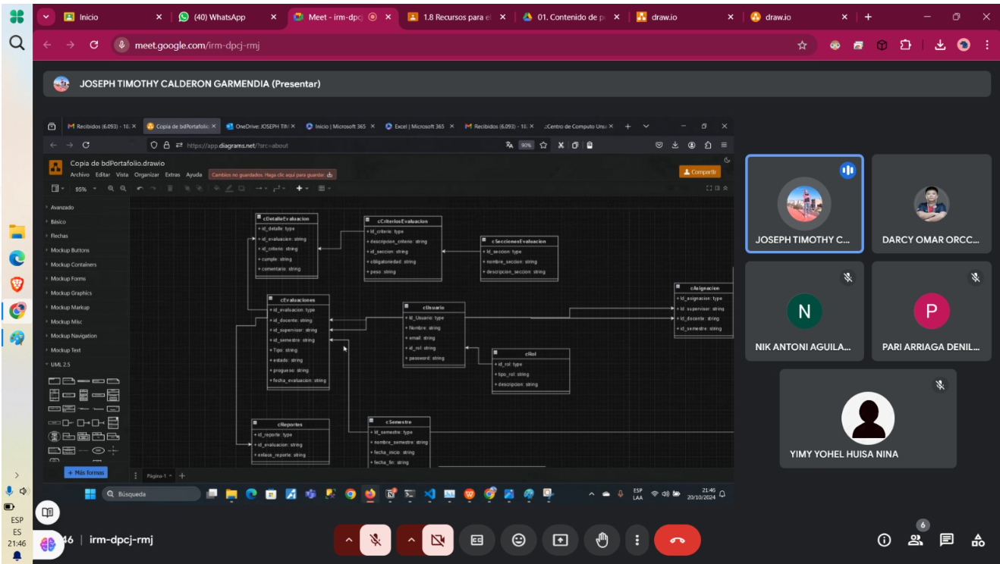 Inicio
(40) WhatsApp
Meet - irm-dpcj
1.8 Recursos para el
01. Contenido de p
draw.io
draw.io
meet.google.com/irm-dpcj-rmj
JOSEPH TIMOTHY CALDERON GARMENDIA (Presentar)
Recibidos (6.093) - 18
Copia de bdPortafolic
OneDrive: JOSEPH TIM
Inicio | Microsoft 365
Excel | Microsoft 365
Recibidos (6.093) - 18
::Centro de Computo Uns
https://app.diagrams.net/?src=about
90%
Copia de bdPortafolio.drawio
Archivo Editar Vista Organizar Extras Ayuda
Cambios no guardados. Haga clic aquí para guardar.
Compartir
95%
Avanzado
Básico
Flechas
Mockup Buttons
Mockup Containers
Mockup Forms
Mockup Graphics
Mockup Markup
Mockup Misc
Mockup Navigation
Mockup Text
UML 2.5
+ Más formas
Página-1
cDetalleEvaluacion
+ id_detalle: type
+ id_evaluacion: string
+ id_criterio: string
+ cumple: string
+ comentario: string
cCriteriosEvaluacion
+ Id_criterio: type
+ descripcion_criterio: string
+ id_seccion: string
+ obligatoriedad: string
+ peso: string
cSeccionesEvaluacion
+ Id_seccion: type
+ nombre_seccion: string
+ descripcion_seccion: string
cAsignacion
+ Id_asignacion: type
+ Id_supervisor: string
+ Id_docente: string
+ id_semestre: string
cEvaluaciones
+ id_evaluacion: type
+ id_docente: string
+ id_supervisor: string
+ id_semestre: string
+ Tipo: string
+ estado: string
+ progueso: string
+ fecha_evaluacion: string
cUsuario
+ Id_Usuario: type
+ Nombre: string
+ email: string
+ id_rol: string
+ password: string
cRol
+ id_rol: type
+ tipo_rol: string
+ descripcion: string
cReportes
+ id_reporte: type
+ id_evaluacion: string
+ enlace_reporte: string
cSemestre
+ Id_semestre: type
+ nombre_semestre: string
+ fecha_inicio: string
+ fecha_fin: string
Búsqueda
ESP
LAA
21:46
20/10/2024
JOSEPH TIMOTHY C...
DARCY OMAR ORCC...
N
NIK ANTONI AGUILA...
P
PARI ARRIAGA DENIL...
YIMY YOHEL HUISA NINA
ESP
ES
21:46
46 | irm-dpcj-rmj
6